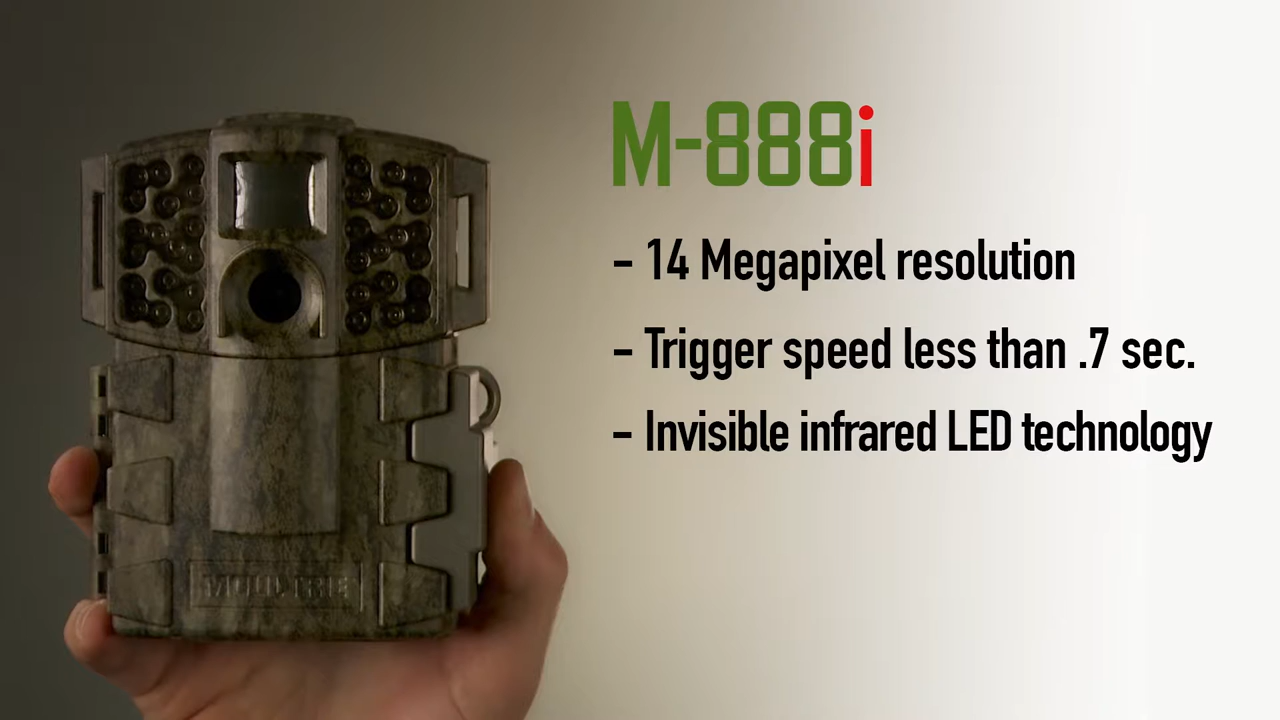 M-888i
- 14 Megapixel resolution
- Trigger speed less than .7 sec.
- Invisible infrared LED technology
MOULTRIE